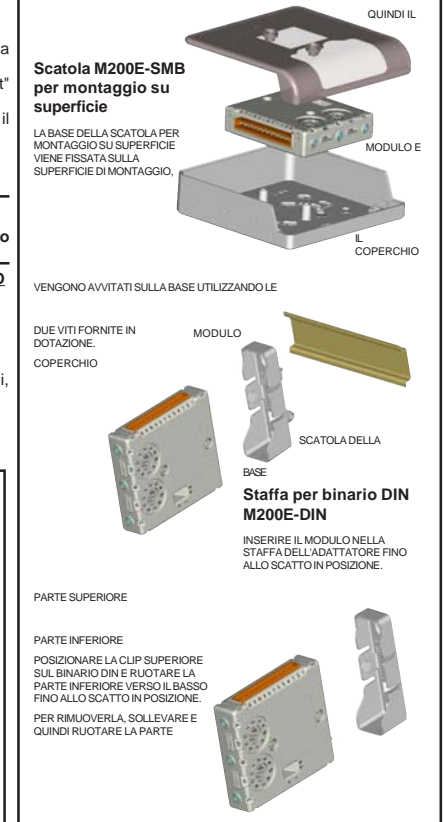 QUINDI IL
a
t"
il
o
O
i,
Scatola M200E-SMB
per montaggio su
superficie
LA BASE DELLA SCATOLA PER
MONTAGGIO SU SUPERFICIE
VIENE FISSATA SULLA
SUPERFICIE DI MONTAGGIO,
MODULO E
IL
COPERCHIO
VENGONO AVVITATI SULLA BASE UTILIZZANDO LE
DUE VITI FORNITE IN
DOTAZIONE.
MODULO
COPERCHIO
SCATOLA DELLA
BASE
Staffa per binario DIN
M200E-DIN
INSERIRE IL MODULO NELLA
STAFFA DELL'ADATTATORE FINO
ALLO SCATTO IN POSIZIONE.
PARTE SUPERIORE
PARTE INFERIORE
POSIZIONARE LA CLIP SUPERIORE
SUL BINARIO DIN E RUOTARE LA
PARTE INFERIORE VERSO IL BASSO
FINO ALLO SCATTO IN POSIZIONE.
PER RIMUOVERLA, SOLLEVARE E
QUINDI RUOTARE LA PARTE